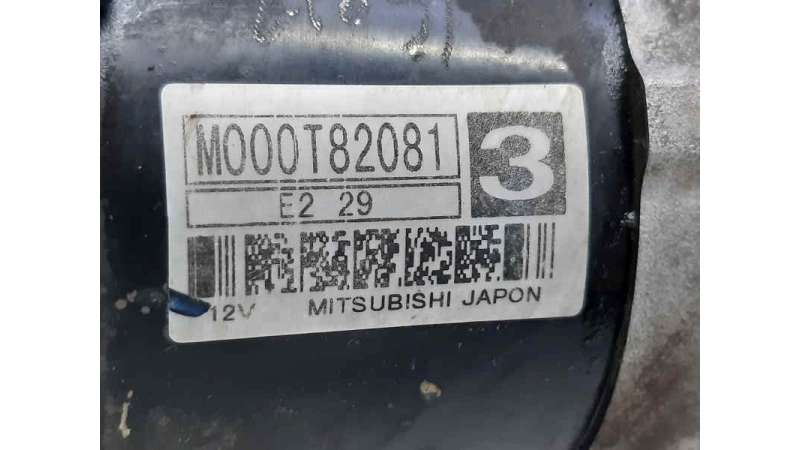 M000T82081 3
E2 29
12V MITSUBISHI JAPON